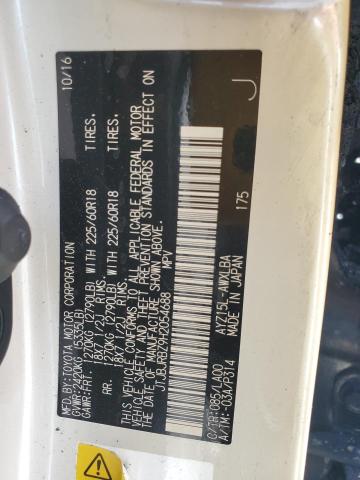 MFD.BY:TOYOTA MOTOR CORPORATION 10/16
GVWR:2420KG (5335LB)
GAWR:FRT. 1270KG (2790LB) WITH 225/60R18 TIRES.
18X7 1/2J RIMS.
RR. 1270KG (2790LB) WITH 225/60R18 TIRES.
18X7 1/2J RIMS.
THIS VEHICLE CONFORMS TO ALL APPLICABLE FEDERAL MOTOR
VEHICLE SAFETY AND THEFT PREVENTION STANDARDS IN EFFECT ON
THE DATE OF MANUFACTURE SHOWN ABOVE.
JTJBJRBZ9H2054688 MPV
C/TR:085/LA00 AYZ15L-AWXLBA 175 J
A/TM:-03A/P314 MADE IN JAPAN